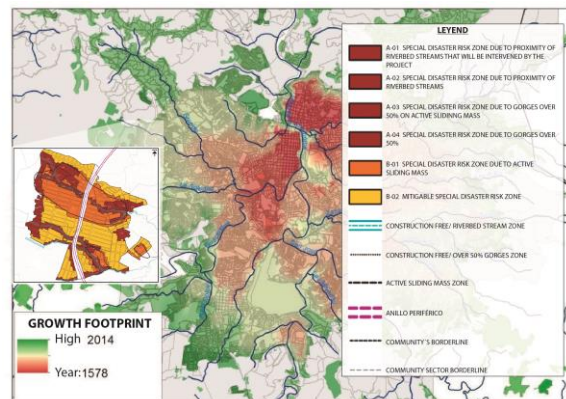 LEYEND
A-01 SPECIAL DISASTER RISK ZONE DUE TO PROXIMITY OF
RIVERBED STREAMS THAT WILL BE INTERVENED BY THE
PROJECT
A-02 SPECIAL DISASTER RISK ZONE DUE TO PROXIMITY OF
RIVERBED STREAMS
A-03 SPECIAL DISASTER RISK ZONE DUE TO GORGES OVER
50% ON ACTIVE SLIDINNG MASS
A-04 SPECIAL DISASTER RISK ZONE DUE TO GORGES OVER
50%
B-01 SPECIAL DISASTER RISK ZONE DUE TO ACTIVE
SLIDING MASS
B-02 MITIGABLE SPECIAL DISASTER RISK ZONE
CONSTRUCTION FREE/ RIVERBED STREAM ZONE
CONSTRUCTION FREE/ OVER 50% GORGES ZONE
ACTIVE SLIDING MASS ZONE
ANILLO PERIFÉRICO
COMMUNITY´S BORDERLINE
COMMUNITY SECTOR BORDERLINE
GROWTH FOOTPRINT
High 2014
Year: 1578